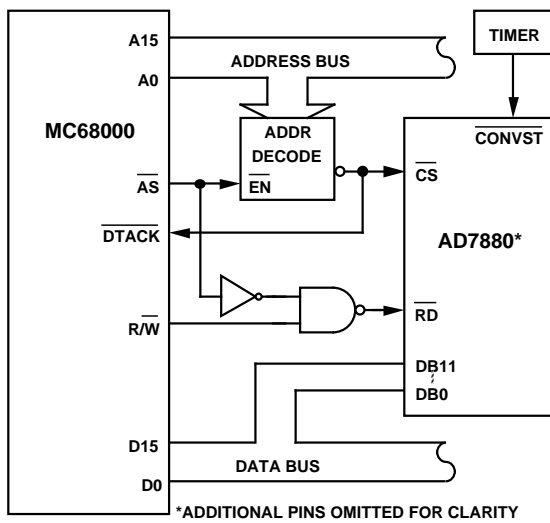 A15
ADDRESS BUS
A0
TIMER
MC68000
ADDR
DECODE
CONVST
AS
EN
CS
DTACK
AD7880*
R/W
RD
DB11
DB0
D15
DATA BUS
D0
*ADDITIONAL PINS OMITTED FOR CLARITY